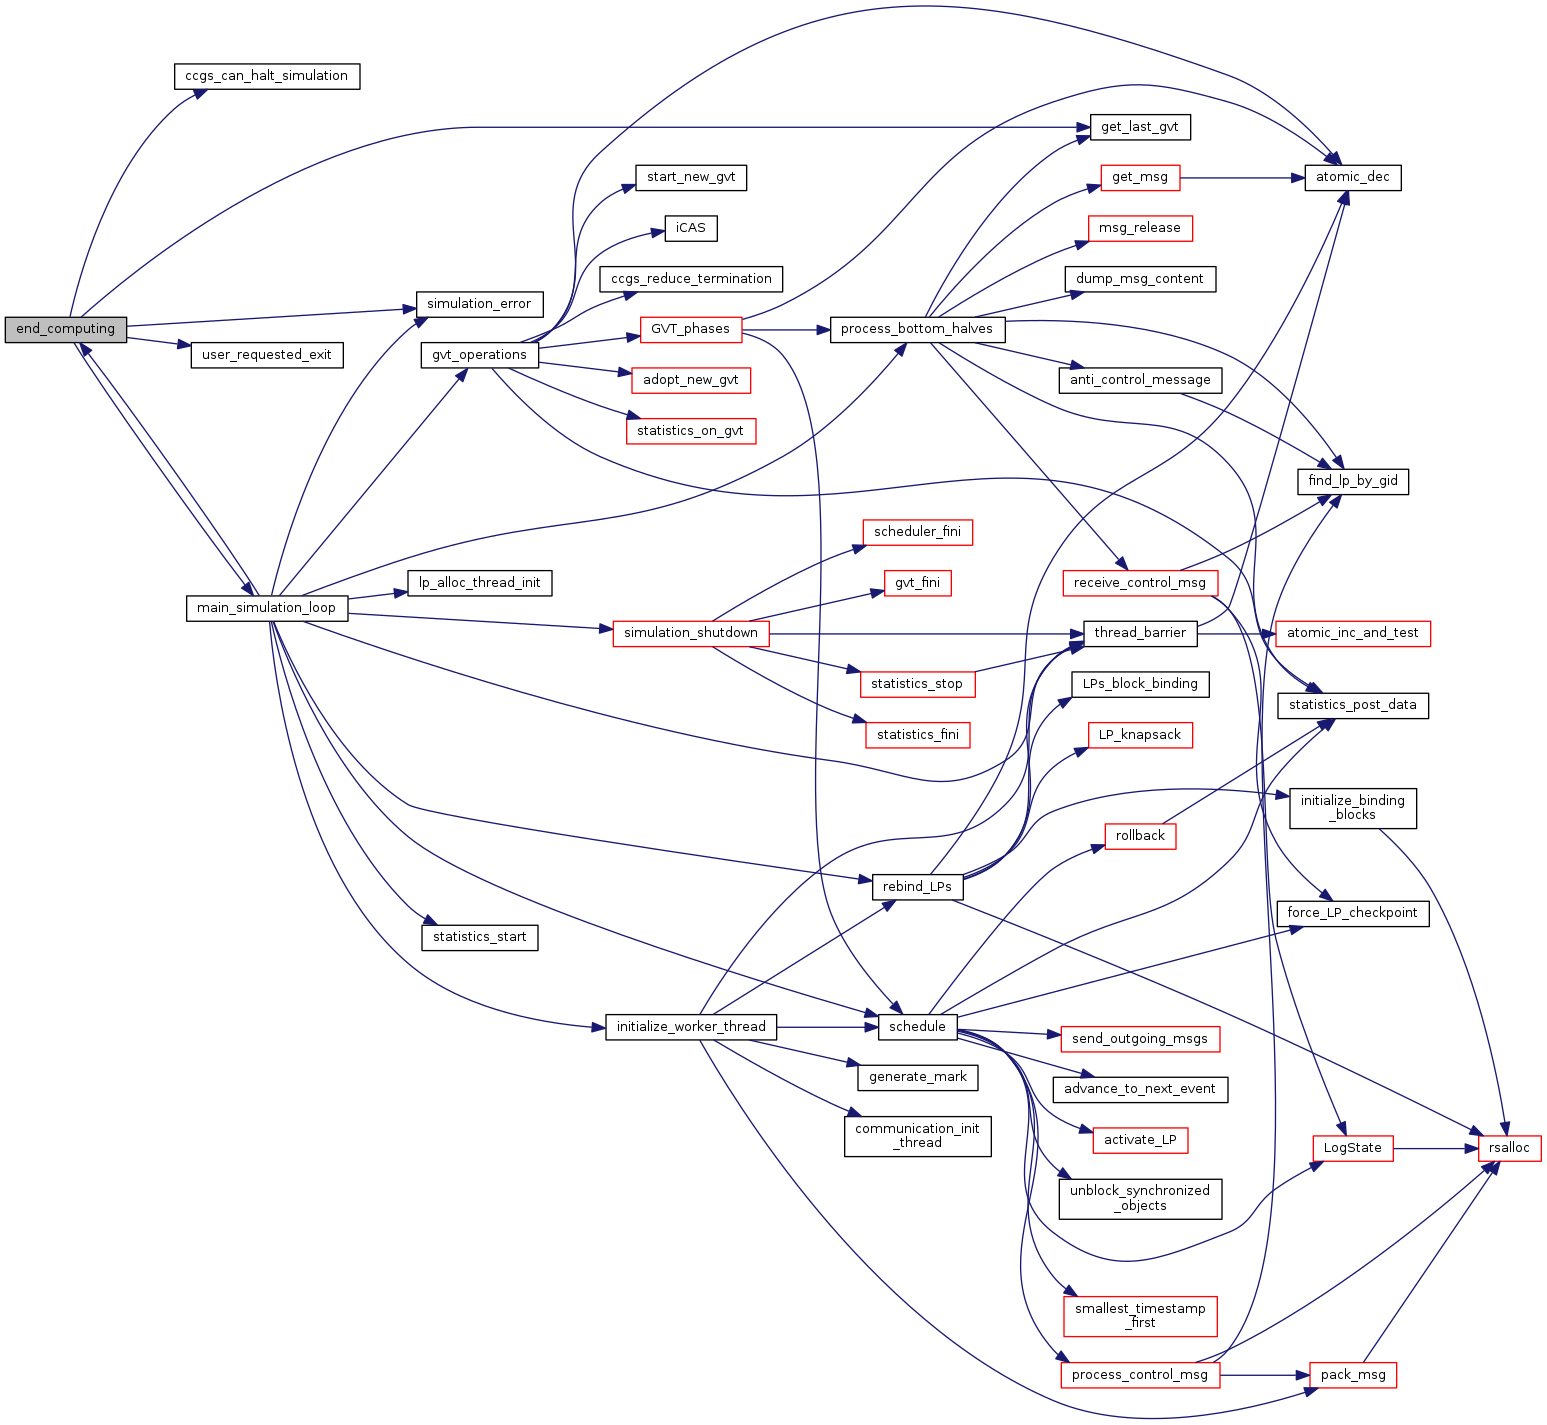 ccgs_can_halt_simulation
get_last_gvt
start_new_gvt
get_msg
atomic_dec
iCAS
msg_release
ccgs_reduce_termination
dump_msg_content
simulation_error
end_computing
GVT_phases
process_bottom_halves
user_requested_exit
gvt_operations
adopt_new_gvt
anti_control_message
statistics_on_gvt
find_lp_by_gid
scheduler_fini
lp_alloc_thread_init
gvt_fini
receive_control_msg
main_simulation_loop
simulation_shutdown
thread_barrier
atomic_inc_and_test
statistics_stop
LPs_block_binding
statistics_post_data
statistics_fini
LP_knapsack
initialize_binding
_blocks
rollback
rebind_LPs
force_LP_checkpoint
statistics_start
initialize_worker_thread
schedule
send_outgoing_msgs
generate_mark
advance_to_next_event
communication_init
_thread
activate_LP
LogState
rsalloc
unblock_synchronized
_objects
smallest_timestamp
_first
process_control_msg
pack_msg